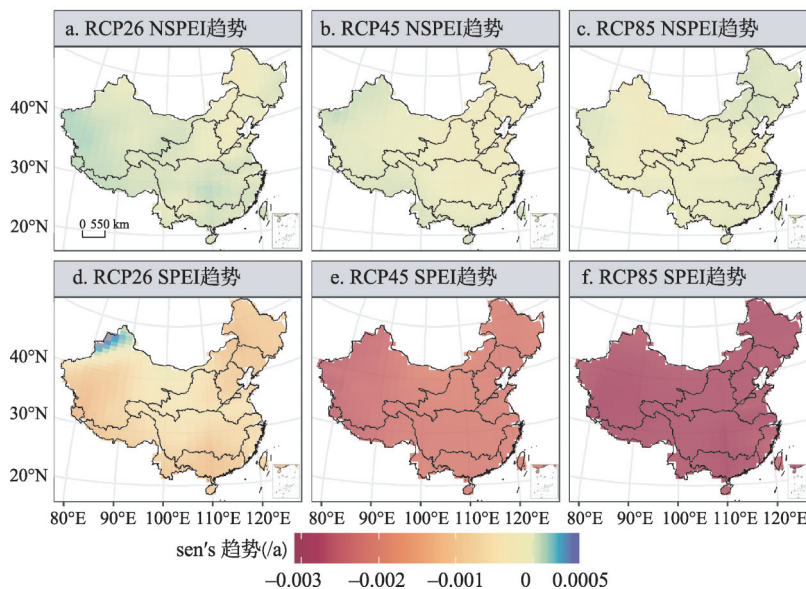 a. RCP26 NSPEI趋势
b. RCP45 NSPEI趋势
c. RCP85 NSPEI趋势
40°N
30°N
20°N
0 550 km
d. RCP26 SPEI趋势
e. RCP45 SPEI趋势
f. RCP85 SPEI趋势
40°N
30°N
20°N
80°E 90°E 100°E 110°E 120°E
80°E 90°E 100°E 110°E 120°E
80°E 90°E 100°E 110°E 120°E
sen's 趋势(/a)
−0.003 −0.002 −0.001 0 0.0005